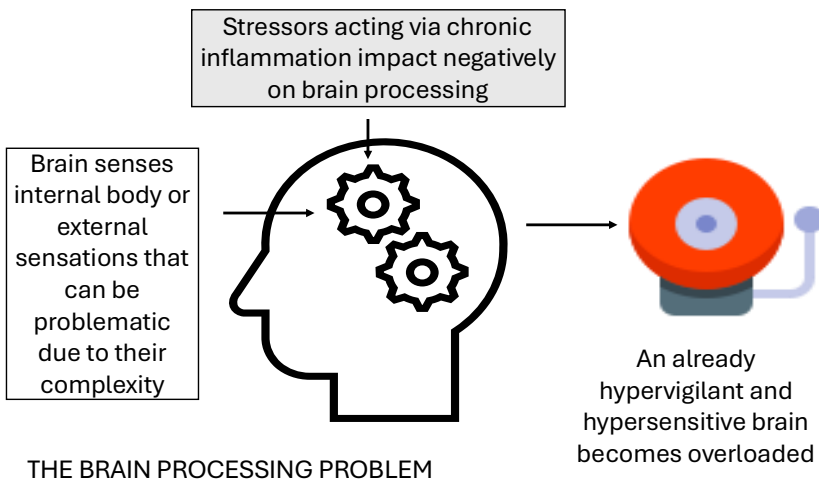 Stressors acting via chronic
inflammation impact negatively
on brain processing
Brain senses
internal body or
external
sensations that
can be
problematic
due to their
complexity
An already
hypervigilant and
hypersensitive brain
becomes overloaded
THE BRAIN PROCESSING PROBLEM